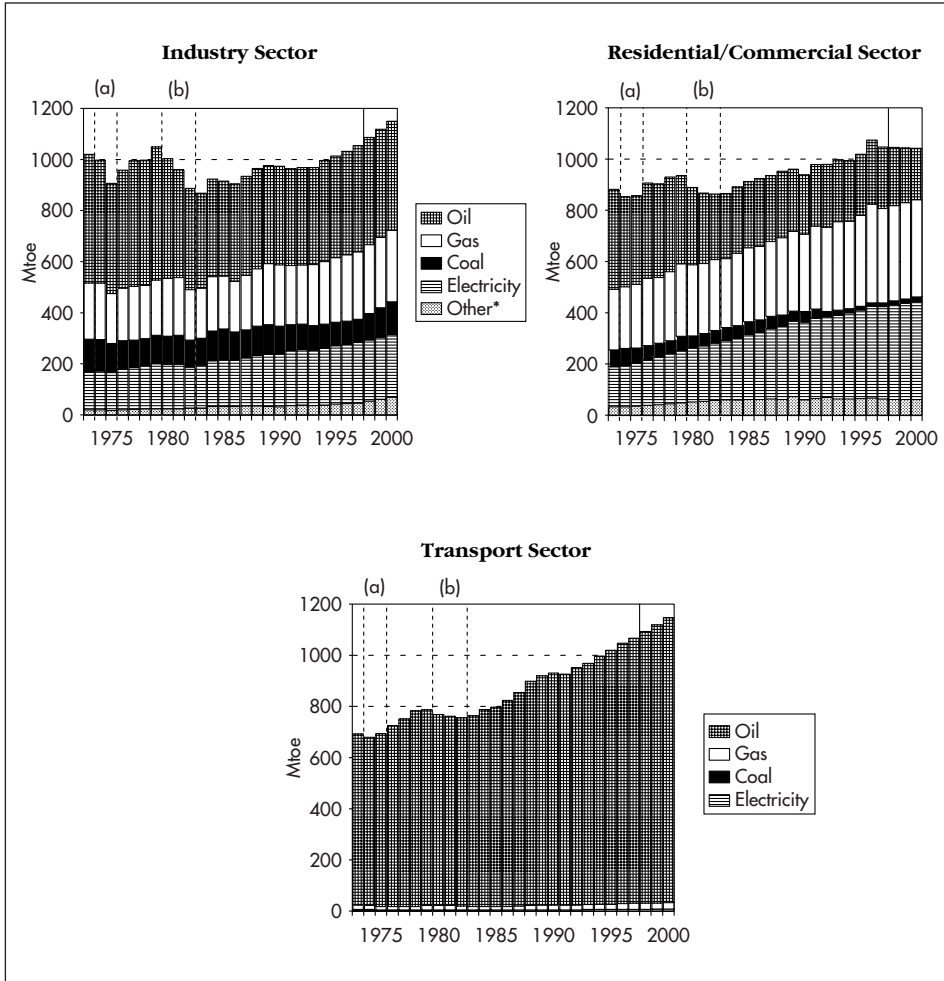 Industry Sector
(a) (b)
1200
1000
800
600
400
200
0
Mtoe
1975 1980 1985 1990 1995 2000
Oil
Gas
Coal
Electricity
Other*
Residential/Commercial Sector
(a) (b)
1200
1000
800
600
400
200
0
Mtoe
1975 1980 1985 1990 1995 2000
Transport Sector
(a) (b)
1200
1000
800
600
400
200
0
Mtoe
1975 1980 1985 1990 1995 2000
Oil
Gas
Coal
Electricity